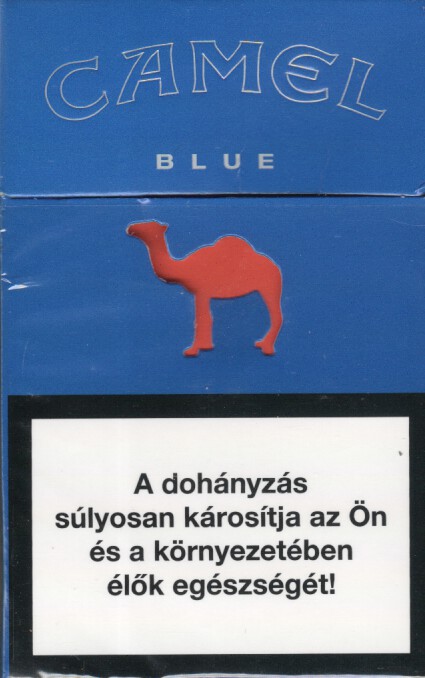 CAMEL
BLUE
A dohányzás
súlyosan károsítja az Ön
és a környezetében
élők egészségét!